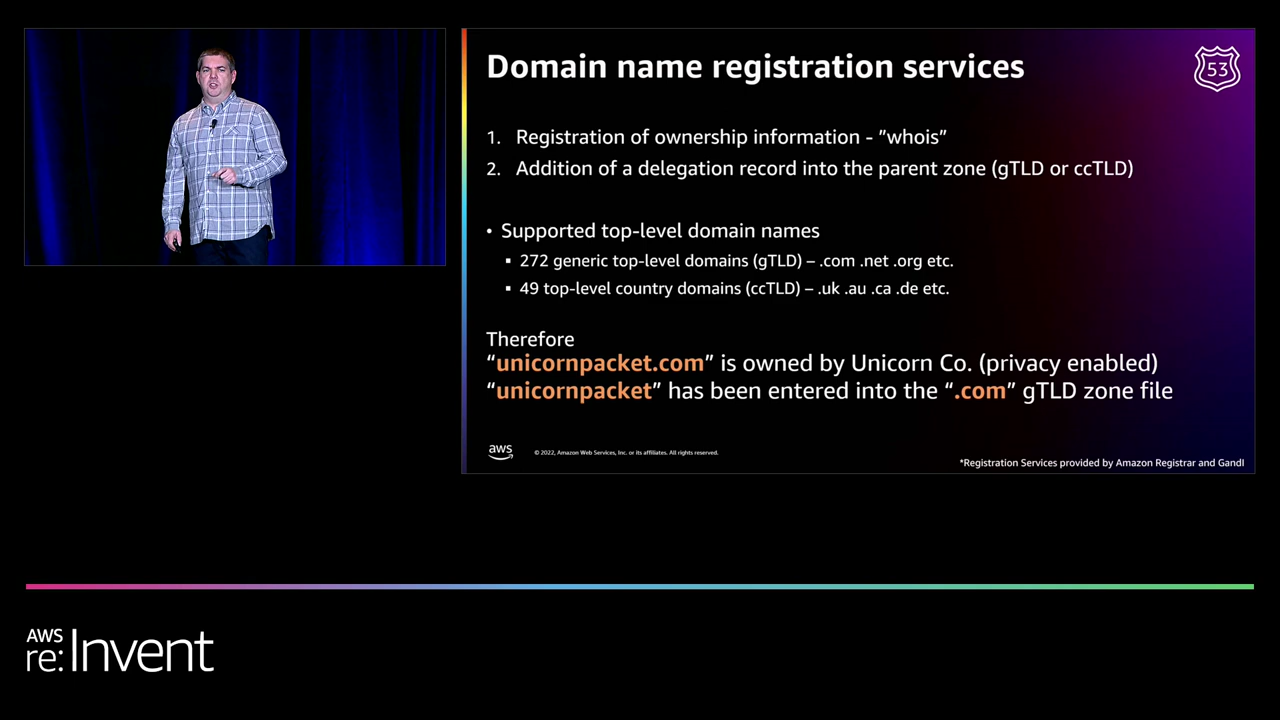 Domain name registration services
53
1. Registration of ownership information - "whois"
2. Addition of a delegation record into the parent zone (gTLD or ccTLD)
• Supported top-level domain names
▪ 272 generic top-level domains (gTLD) – .com .net .org etc.
▪ 49 top-level country domains (ccTLD) – .uk .au .ca .de etc.
Therefore
“unicornpacket.com” is owned by Unicorn Co. (privacy enabled)
“unicornpacket” has been entered into the “.com” gTLD zone file
aws
© 2022, Amazon Web Services, Inc. or its affiliates. All rights reserved.
*Registration Services provided by Amazon Registrar and GandI
AWS
re:Invent